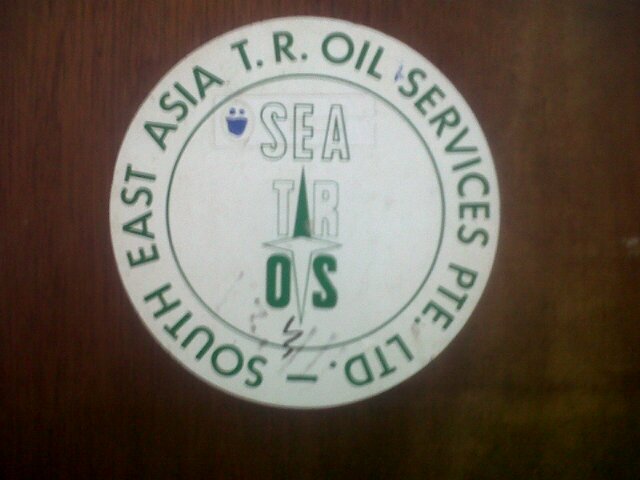 SOUTH EAST ASIA T. R. OIL SERVICES PTE. LTD. —
SEA
TR
OS